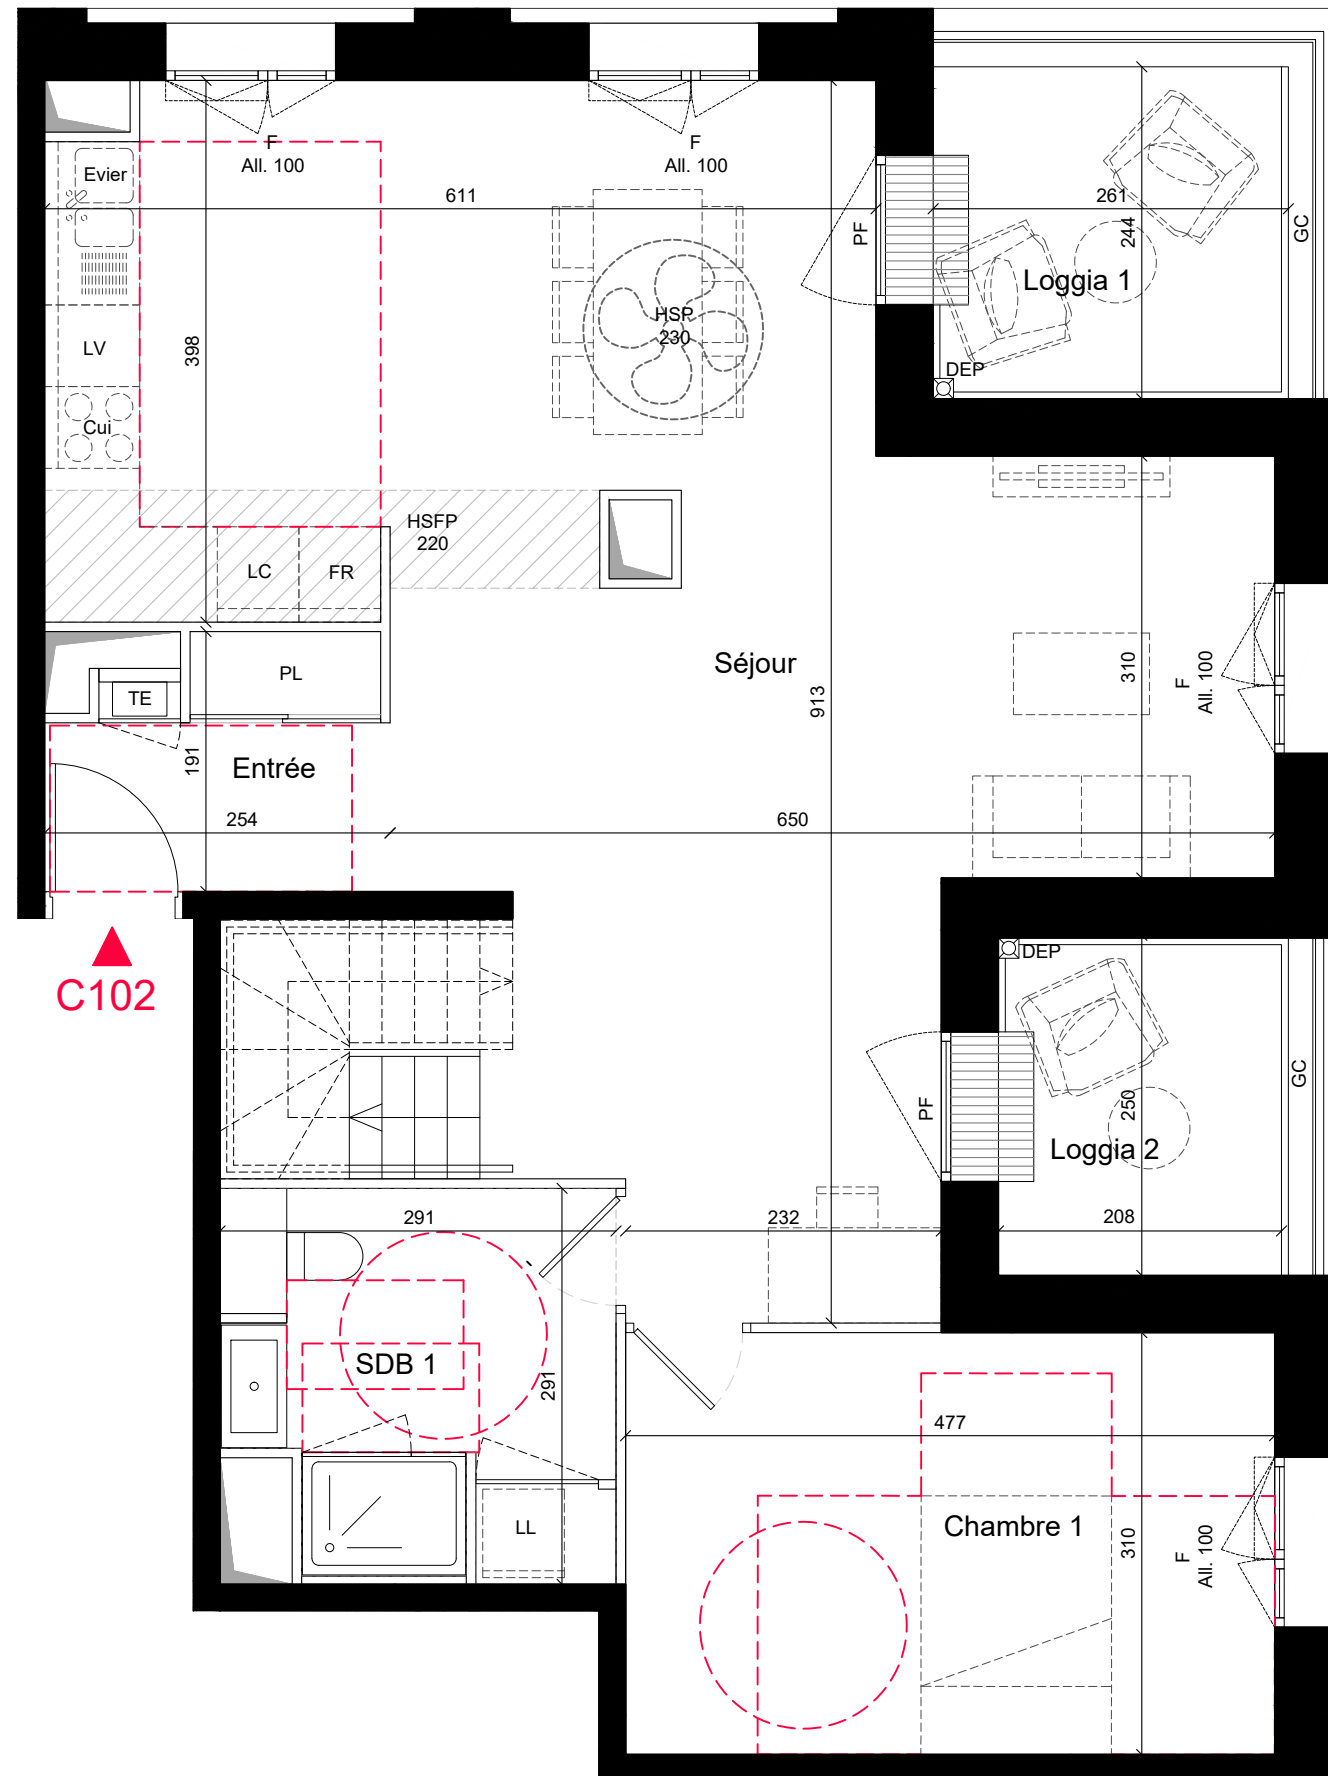 F
All. 100
F
All. 100
Evier
611
261
GC
PF
244
Loggia 1
HSP
230
LV
398
DEP
Cui
HSFP
220
LC
FR
Séjour
310
F
All. 100
PL
TE
913
191
Entrée
254
650
C102
DEP
GC
PF
250
Loggia 2
291
232
208
SDB 1
291
477
LL
Chambre 1
310
F
All. 100